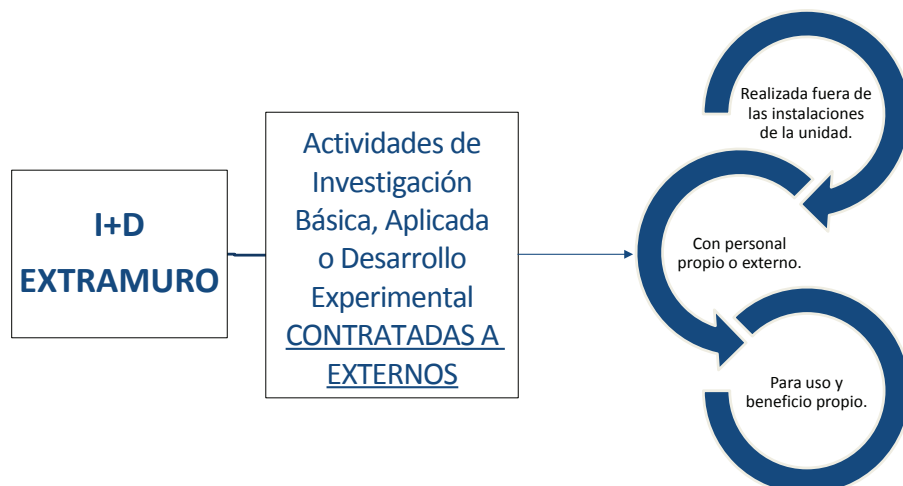 I+D
EXTRAMURO
Actividades de
Investigación
Básica, Aplicada
o Desarrollo
Experimental
CONTRATADAS A
EXTERNOS
Realizada fuera de
las instalaciones
de la unidad.
Con personal
propio o externo.
Para uso y
beneficio propio.